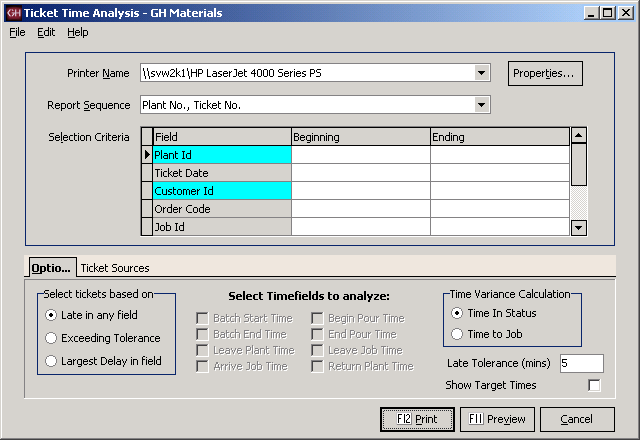 GH Ticket Time Analysis - GH Materials
File Edit Help
Printer Name \\svw2k1\HP LaserJet 4000 Series PS Properties...
Report Sequence Plant No., Ticket No.
Selection Criteria Field Beginning Ending
Plant Id
Ticket Date
Customer Id
Order Code
Job Id
Optio... Ticket Sources
Select tickets based on
Late in any field
Exceeding Tolerance
Largest Delay in field
Select Timefields to analyze:
Batch Start Time Begin Pour Time
Batch End Time End Pour Time
Leave Plant Time Leave Job Time
Arrive Job Time Return Plant Time
Time Variance Calculation
Time In Status
Time to Job
Late Tolerance (mins) 5
Show Target Times
F12 Print F11 Preview Cancel